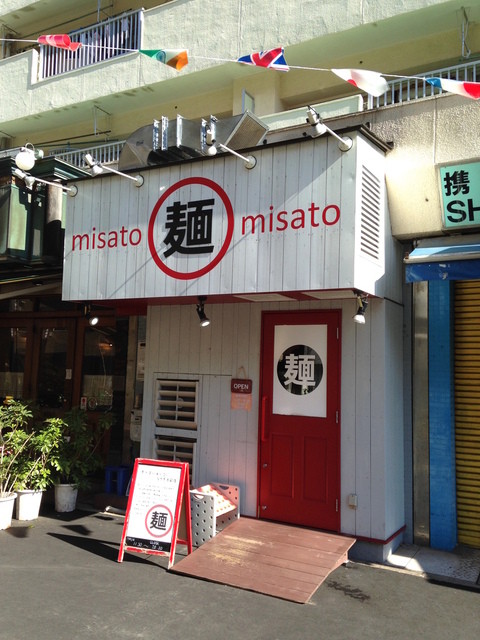 misato 麺 misato
携
SH
麺
OPEN
麺